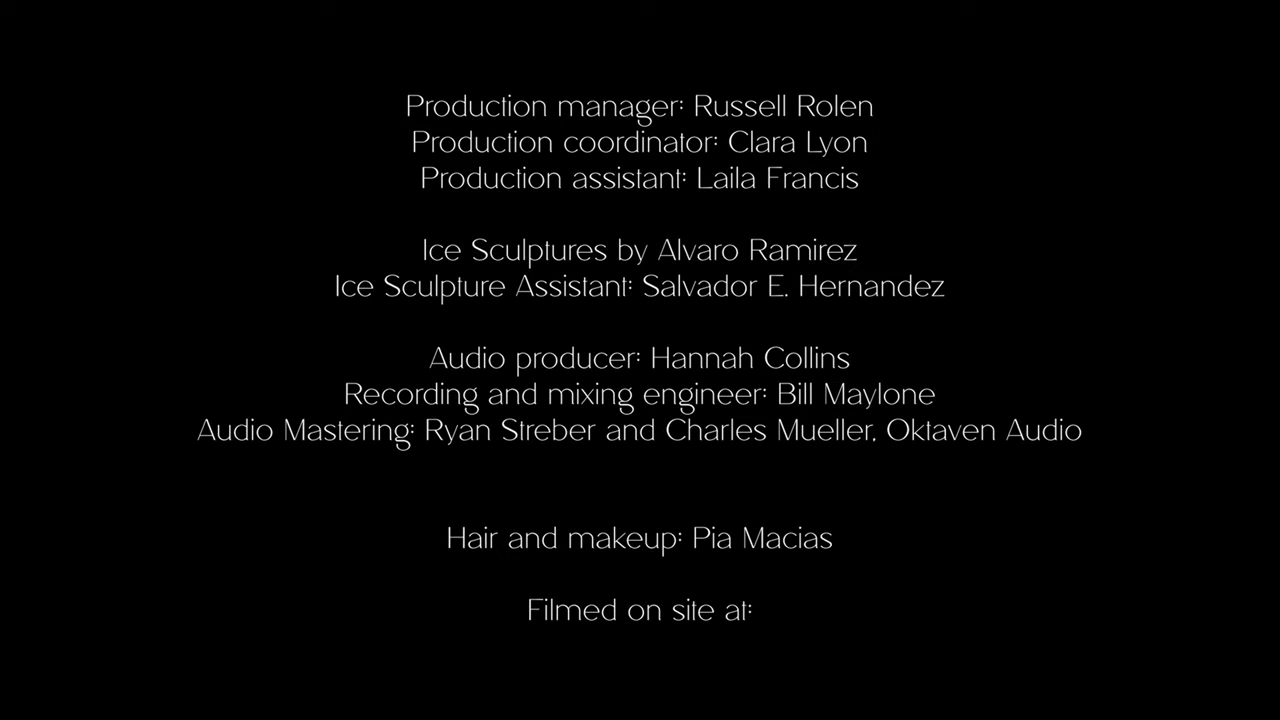 Production manager: Russell Rolen
Production coordinator: Clara Lyon
Production assistant: Laila Francis
Ice Sculptures by Alvaro Ramirez
Ice Sculpture Assistant: Salvador E. Hernandez
Audio producer: Hannah Collins
Recording and mixing engineer: Bill Maylone
Audio Mastering: Ryan Streber and Charles Mueller, Oktaven Audio
Hair and makeup: Pia Macias
Filmed on site at: